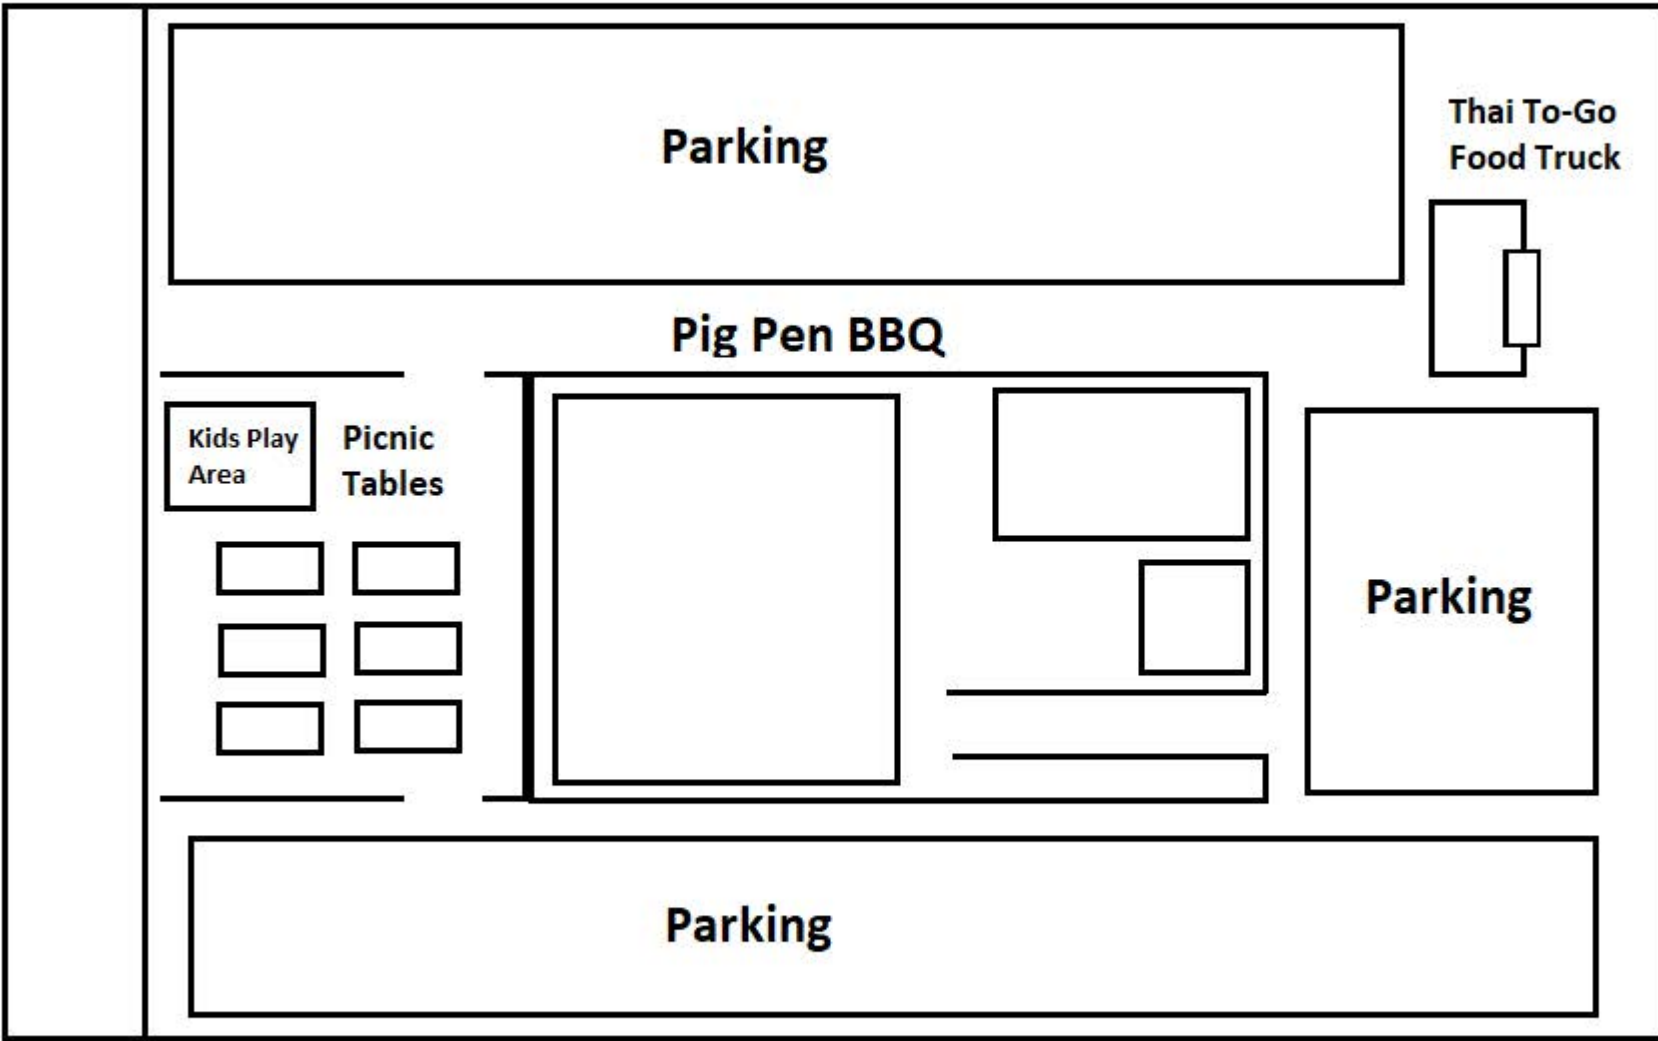 Parking
Thai To-Go
Food Truck
Pig Pen BBQ
Kids Play
Area
Picnic
Tables
Parking
Parking